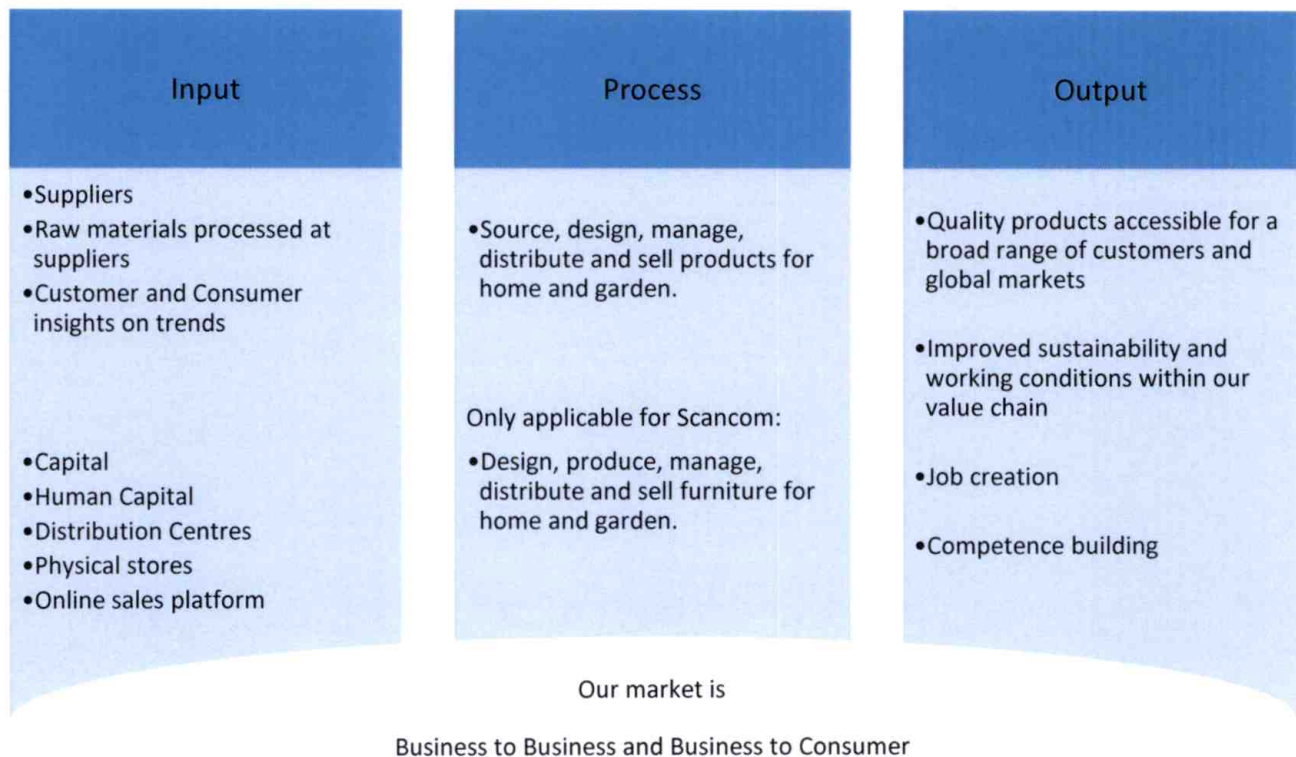 Input
•Suppliers
•Raw materials processed at
suppliers
•Customer and Consumer
insights on trends
•Capital
•Human Capital
•Distribution Centres
•Physical stores
•Online sales platform
Process
•Source, design, manage,
distribute and sell products for
home and garden.
Only applicable for Scancom:
•Design, produce, manage,
distribute and sell furniture for
home and garden.
Output
•Quality products accessible for a
broad range of customers and
global markets
•Improved sustainability and
working conditions within our
value chain
•Job creation
•Competence building
Our market is
Business to Business and Business to Consumer